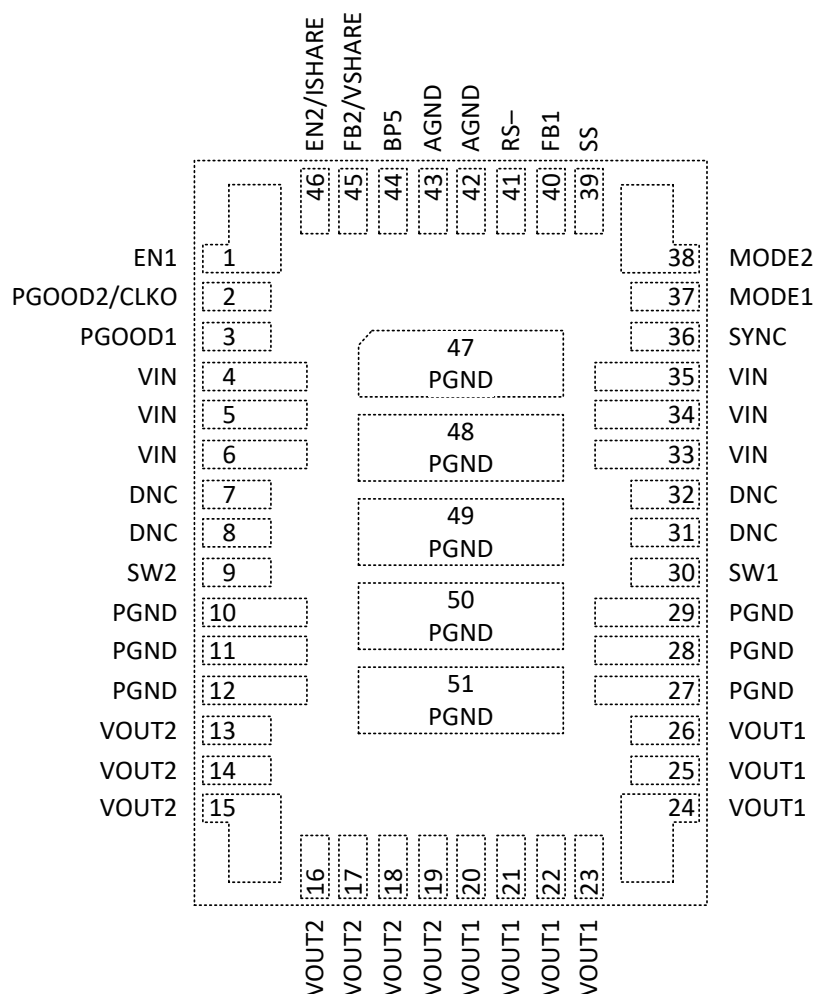 EN2/ISHARE
FB2/VSHARE
BP5
AGND
AGND
RS–
FB1
SS
46
45
44
43
42
41
40
39
EN1 1
38 MODE2
PGOOD2/CLKO 2
37 MODE1
PGOOD1 3
36 SYNC
47
PGND
VIN 4
35 VIN
VIN 5
34 VIN
48
PGND
VIN 6
33 VIN
DNC 7
32 DNC
49
PGND
DNC 8
31 DNC
SW2 9
30 SW1
50
PGND
PGND 10
29 PGND
PGND 11
28 PGND
51
PGND
PGND 12
27 PGND
VOUT2 13
26 VOUT1
VOUT2 14
25 VOUT1
VOUT2 15
24 VOUT1
16
17
18
19
20
21
22
23
VOUT2
VOUT2
VOUT2
VOUT2
VOUT1
VOUT1
VOUT1
VOUT1